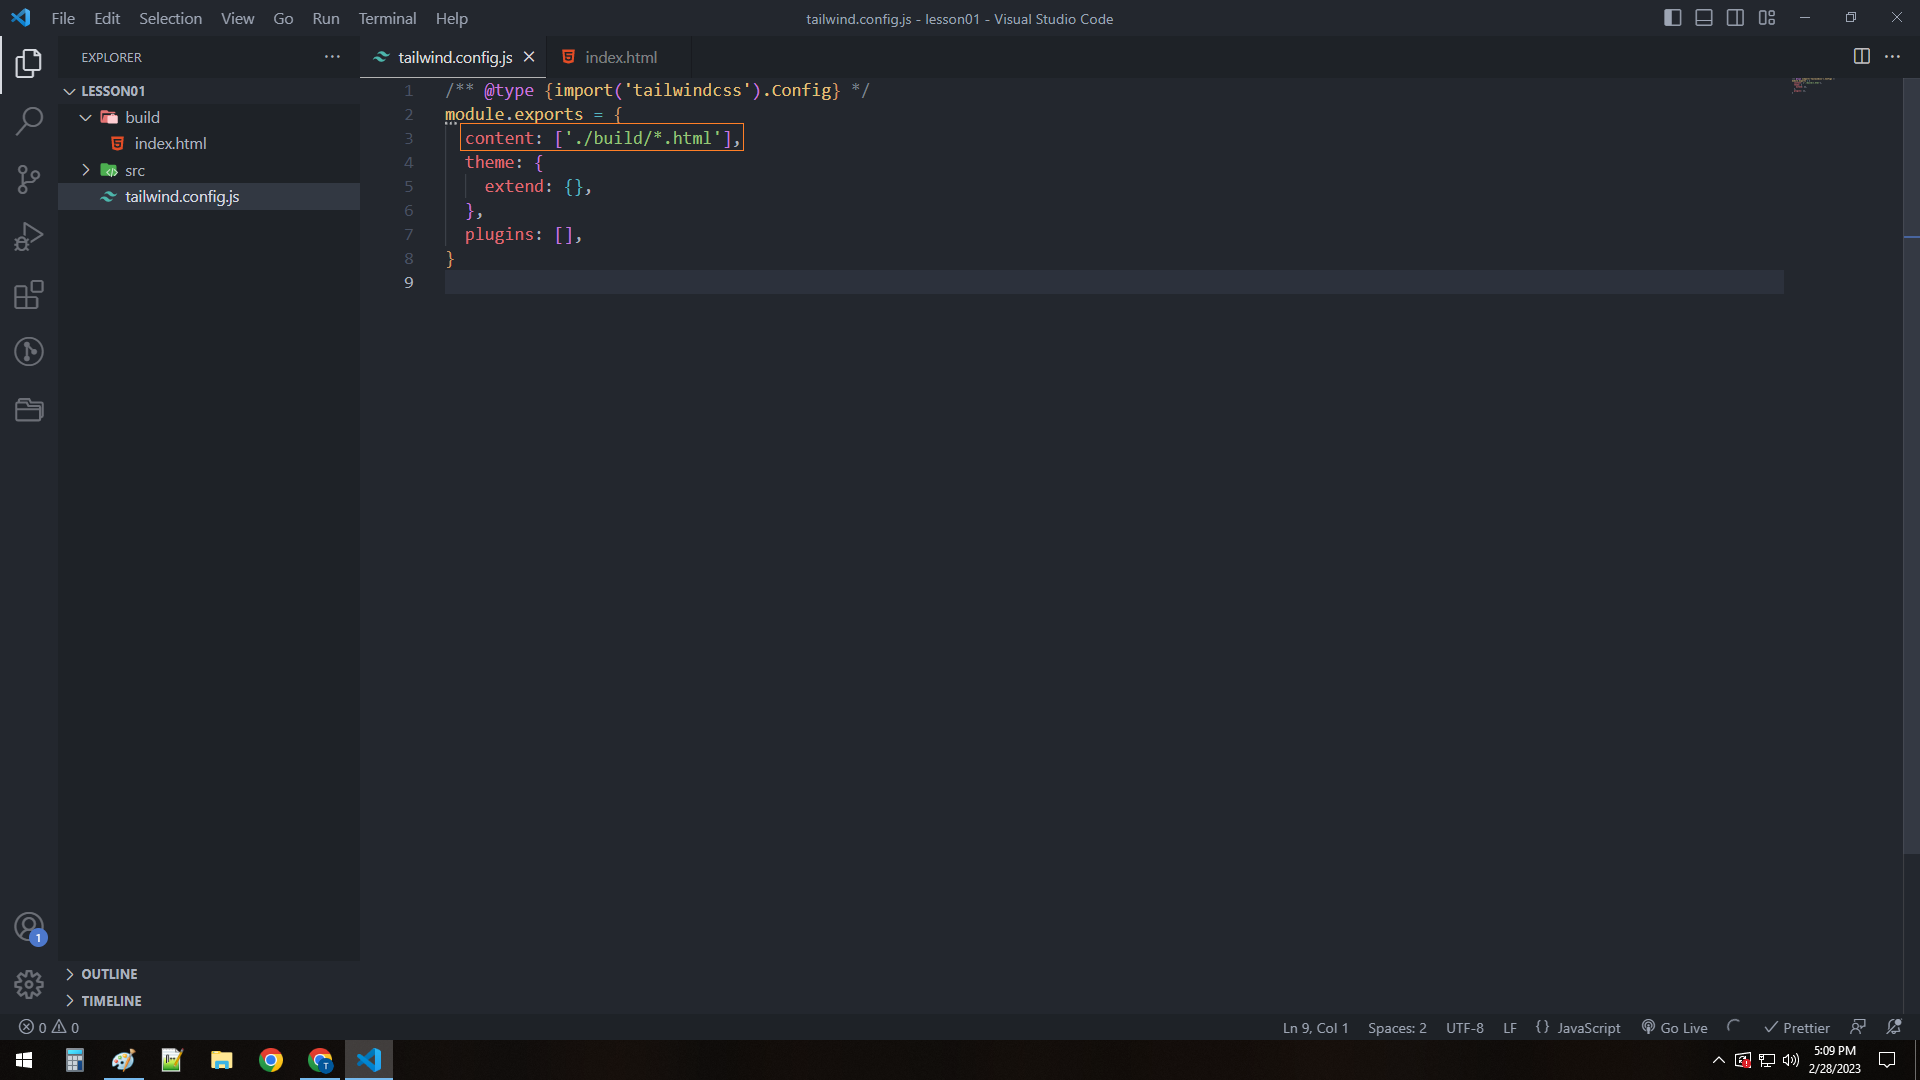 File Edit Selection View Go Run Terminal Help
tailwind.config.js - lesson01 - Visual Studio Code
EXPLORER
tailwind.config.js
index.html
LESSON01
build
index.html
src
tailwind.config.js
1 /** @type {import('tailwindcss').Config} */
2 module.exports = {
3 content: ['./build/*.html'],
4 theme: {
5 extend: {},
6 },
7 plugins: [],
8 }
9
1
OUTLINE
TIMELINE
0 0
Ln 9, Col 1 Spaces: 2 UTF-8 LF {} JavaScript Go Live Prettier
T
5:09 PM
2/28/2023